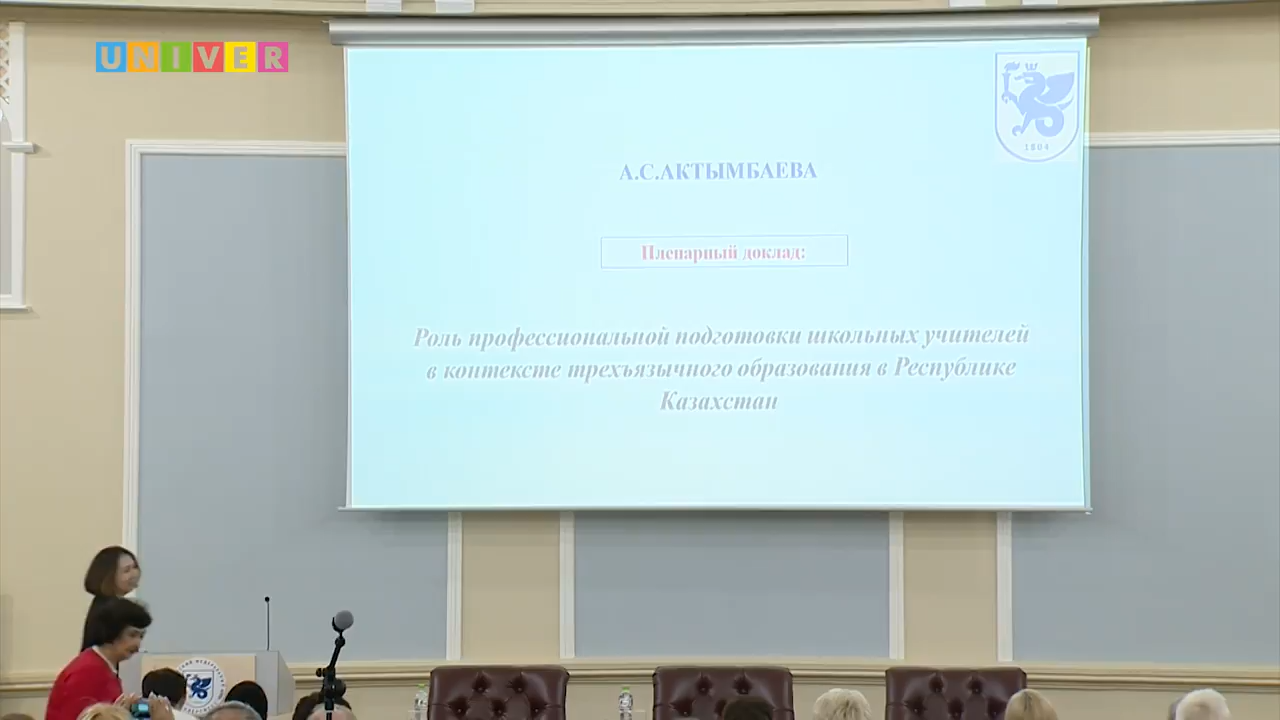 UNIVER
1804
А.С.АКТЫМБАЕВА
Пленарный доклад:
Роль профессиональной подготовки школьных учителей
в контексте трехъязычного образования в Республике
Казахстан